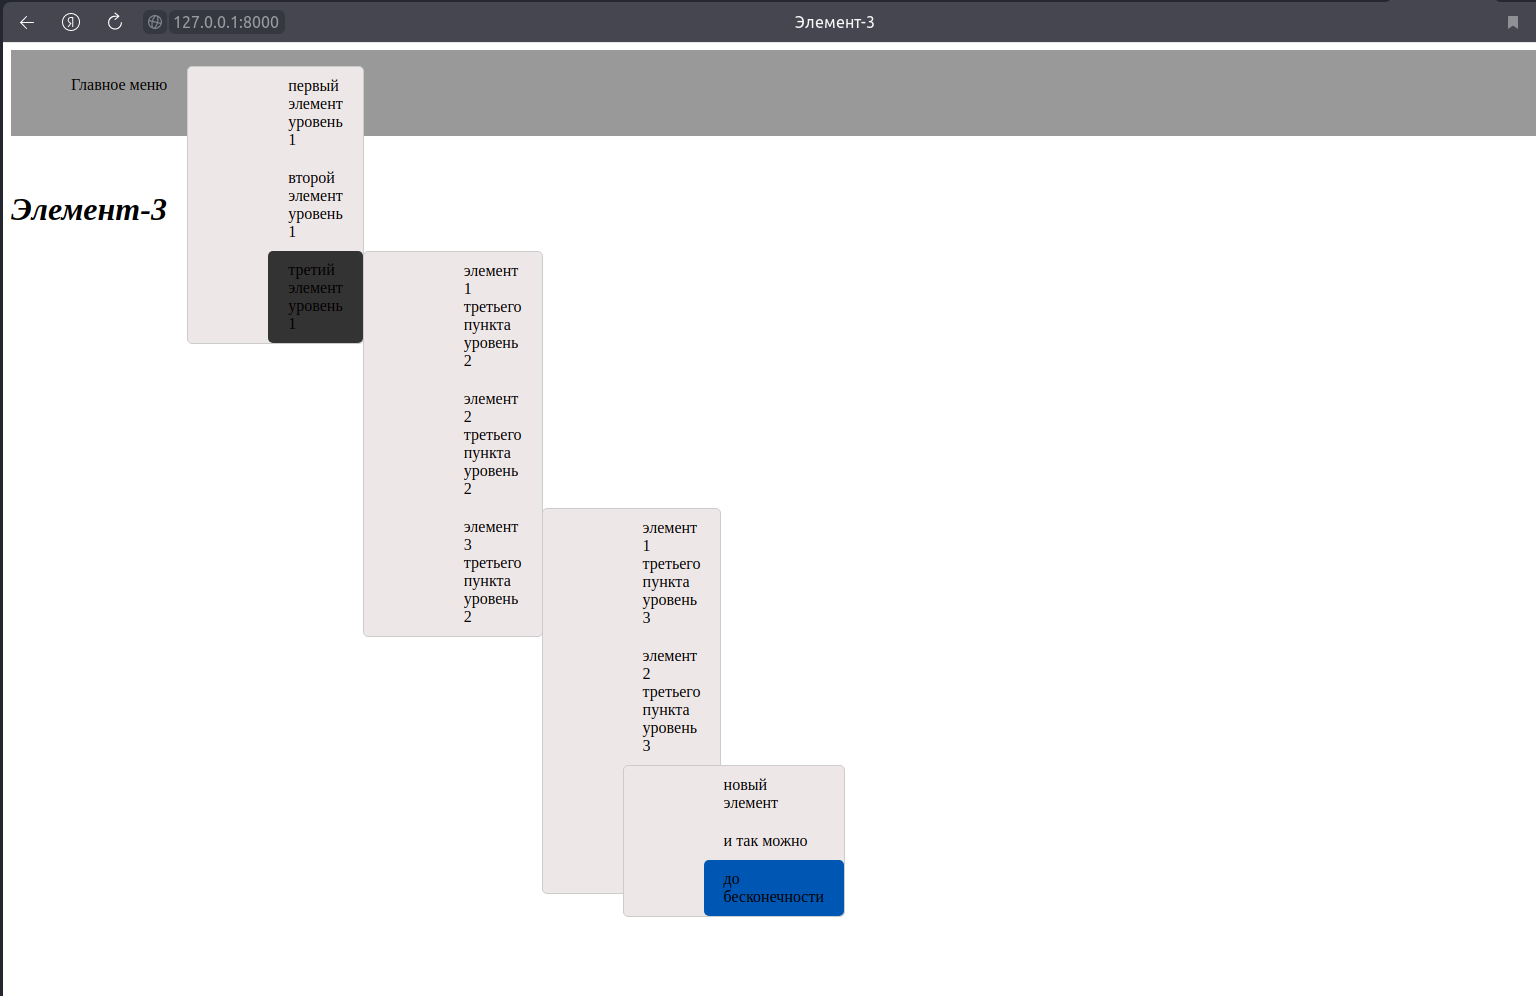 127.0.0.1:8000
Элемент-3
Главное меню
первый
элемент
уровень
1
второй
элемент
уровень
1
Элемент-3
третий
элемент
уровень
1
элемент
1
третьего
пункта
уровень
2
элемент
2
третьего
пункта
уровень
2
элемент
3
третьего
пункта
уровень
2
элемент
1
третьего
пункта
уровень
3
элемент
2
третьего
пункта
уровень
3
новый
элемент
и так можно
до
бесконечности